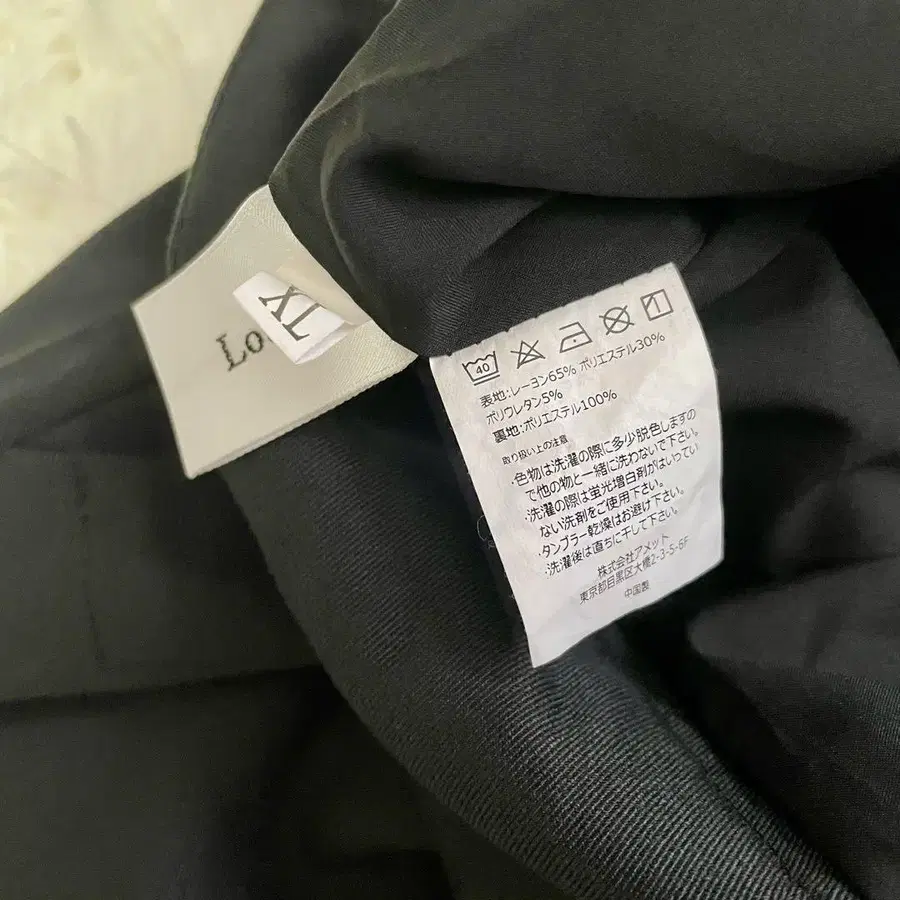 XL
Lo
40
表地:レーヨン65% ポリエステル30%
ポリウレタン5%
裏地:ポリエステル100%
取り扱い上の注意
・色物は洗濯の際に多少脱色しますの
で他の物と一緒に洗わないで下さい。
・洗濯の際は蛍光増白剤がはいってい
ない洗剤をご使用下さい。
・タンブラー乾燥はお避け下さい。
・洗濯後は直ちに干して下さい。
株式会社アメット
東京都目黒区大橋2-3-5-6F
中国製